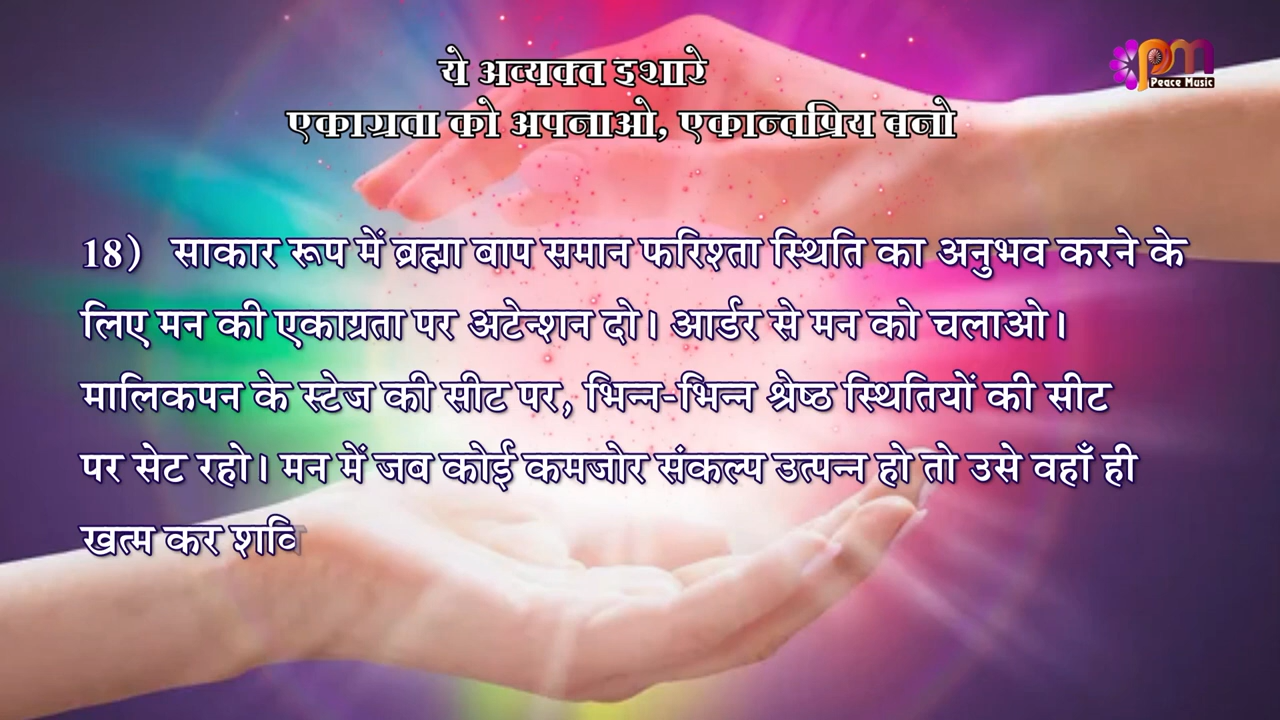 ये अव्यक्त इशारे
एकाग्रता को अपनाओ, एकान्तप्रिय बनो
pm
Peace Music
18) साकार रूप में ब्रह्मा बाप समान फरिश्ता स्थिति का अनुभव करने के
लिए मन की एकाग्रता पर अटेन्शन दो। आर्डर से मन को चलाओ।
मालिकपन के स्टेज की सीट पर, भिन्न-भिन्न श्रेष्ठ स्थितियों की सीट
पर सेट रहो। मन में जब कोई कमजोर संकल्प उत्पन्न हो तो उसे वहाँ ही
खत्म कर